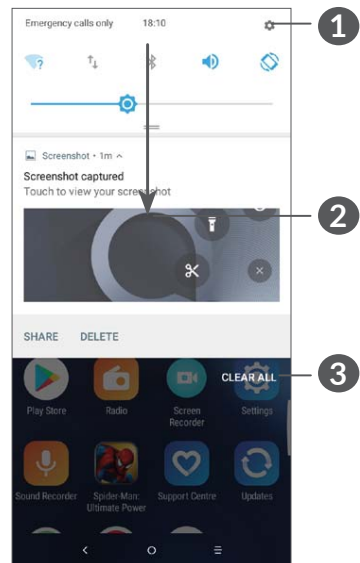 Emergency calls only 18:10
1
Screenshot • 1m
Screenshot captured
Touch to view your screenshot
2
SHARE DELETE
CLEAR ALL
3
Play Store Radio Screen Recorder Settings
Sound Recorder Spider-Man: Ultimate Power Support Centre Updates